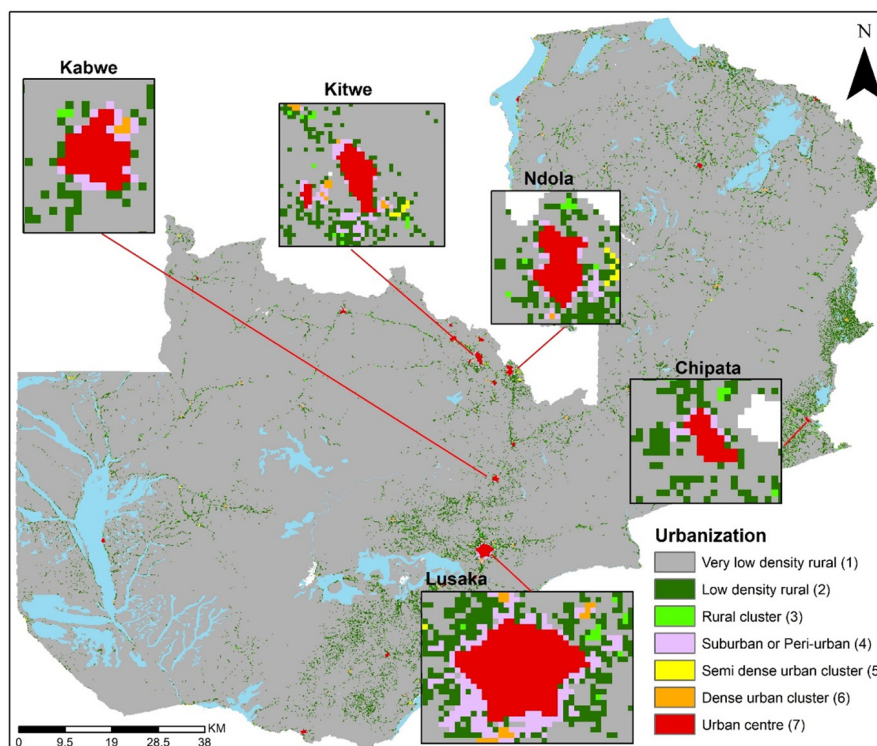 N
Kabwe
Kitwe
Ndola
Chipata
Lusaka
Urbanization
Very low density rural (1)
Low density rural (2)
Rural cluster (3)
Suburban or Peri-urban (4)
Semi dense urban cluster (5
Dense urban cluster (6)
Urban centre (7)
KM
0 9.5 19 28.5 38